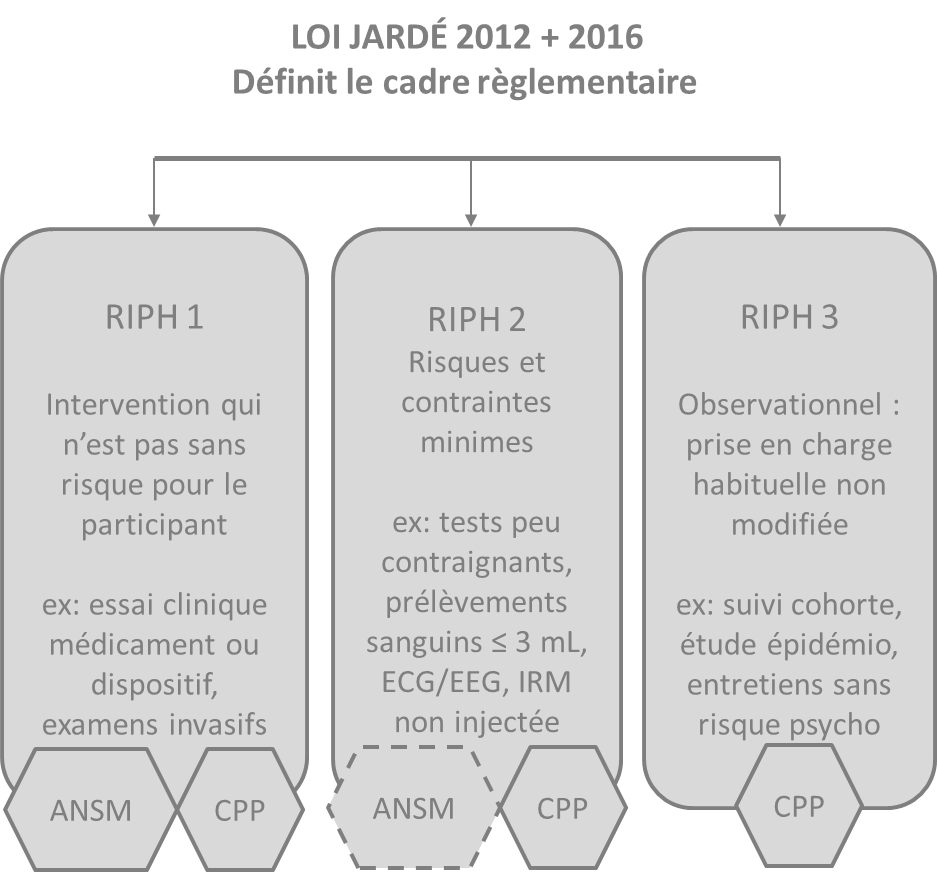 LOI JARDÉ 2012 + 2016
Définit le cadre règlementaire
RIPH 1
Intervention qui
n’est pas sans
risque pour le
participant
ex: essai clinique
médicament ou
dispositif,
examens invasifs
ANSM
CPP
RIPH 2
Risques et
contraintes
minimes
ex: tests peu
contraignants,
prélèvements
sanguins ≤ 3 mL,
ECG/EEG, IRM
non injectée
ANSM
CPP
RIPH 3
Observationnel :
prise en charge
habituelle non
modifiée
ex: suivi cohorte,
étude épidémio,
entretiens sans
risque psycho
CPP